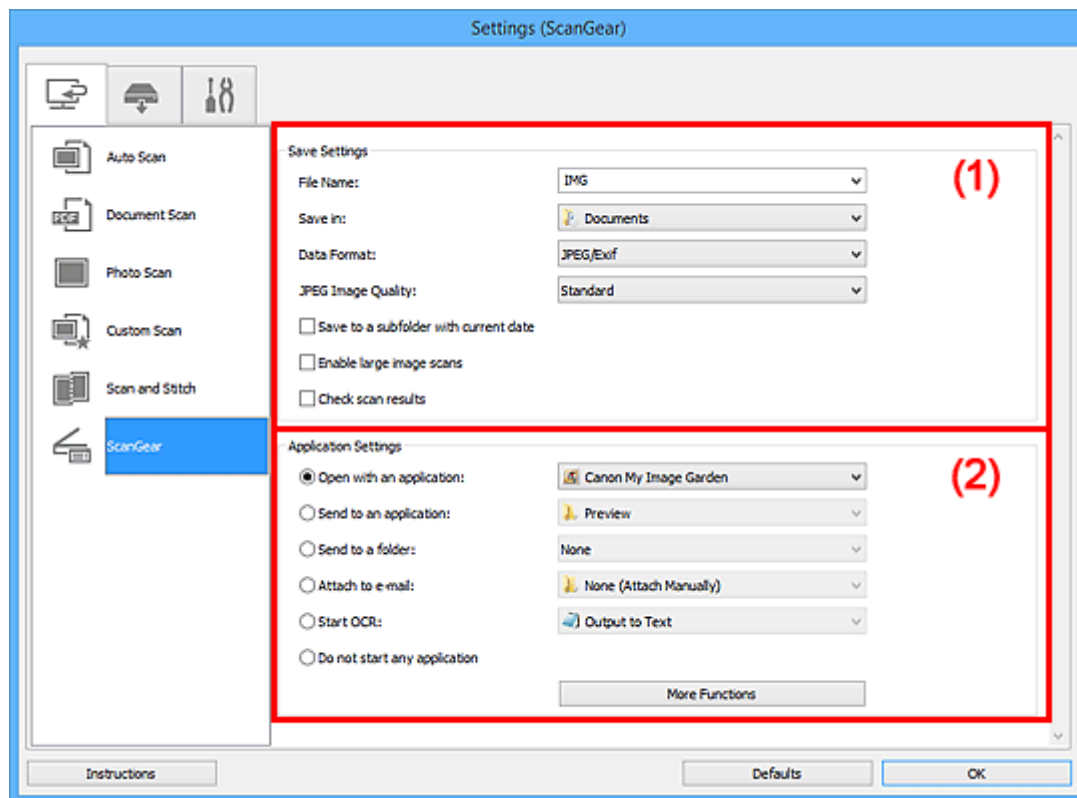 Settings (ScanGear)
Auto Scan
PDF
Document Scan
Photo Scan
Custom Scan
Scan and Stitch
ScanGear
Save Settings
(1)
File Name: IMG
Save in: Documents
Data Format: JPEG/Exif
JPEG Image Quality: Standard
Save to a subfolder with current date
Enable large image scans
Check scan results
Application Settings
(2)
Open with an application: Canon My Image Garden
Send to an application: Preview
Send to a folder: None
Attach to e-mail: None (Attach Manually)
Start OCR: Output to Text
Do not start any application
More Functions
Instructions Defaults OK